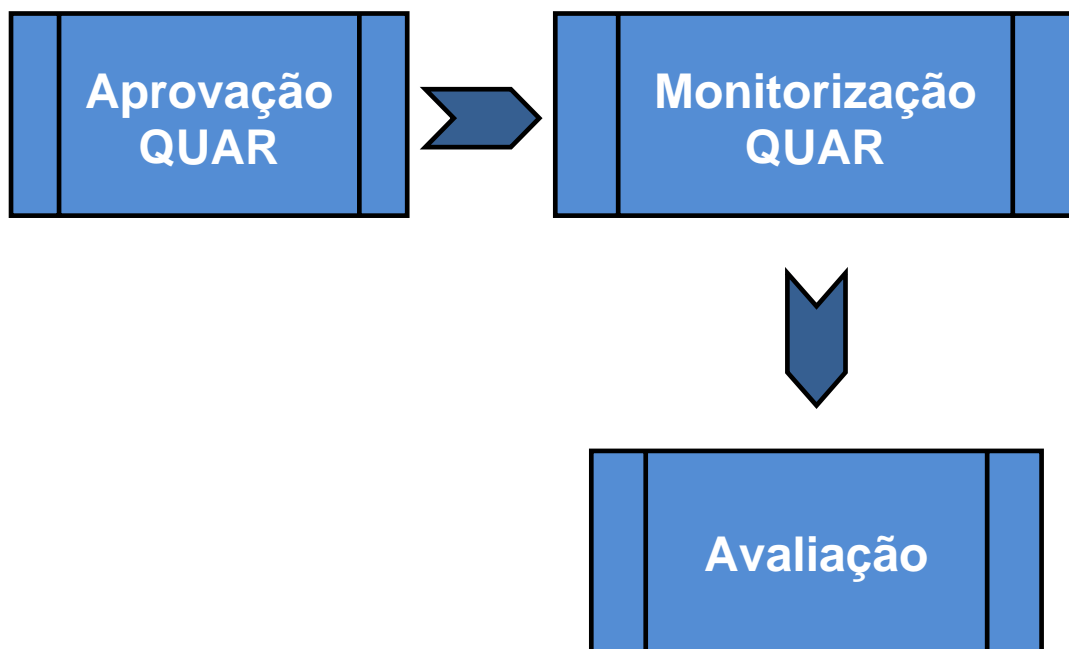 Aprovação
QUAR
Monitorização
QUAR
Avaliação